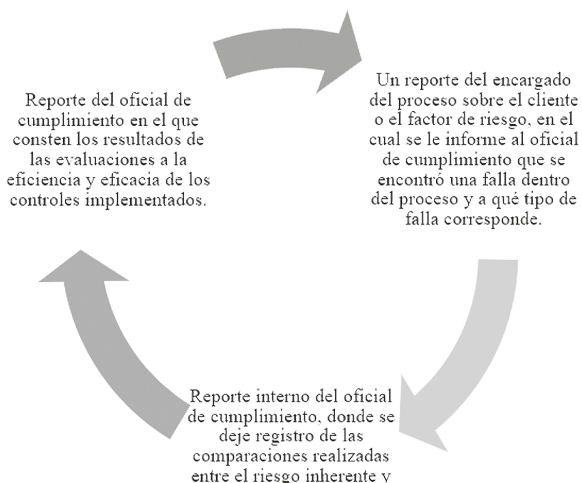 Reporte del oficial de
cumplimiento en el que
consten los resultados de
las evaluaciones a la
eficiencia y eficacia de los
controles implementados.
Un reporte del encargado
del proceso sobre el cliente
o el factor de riesgo, en el
cual se le informe al oficial
de cumplimiento que se
encontró una falla dentro
del proceso y a qué tipo de
falla corresponde.
Reporte interno del oficial
de cumplimiento, donde se
deje registro de las
comparaciones realizadas
entre el riesgo inherente y